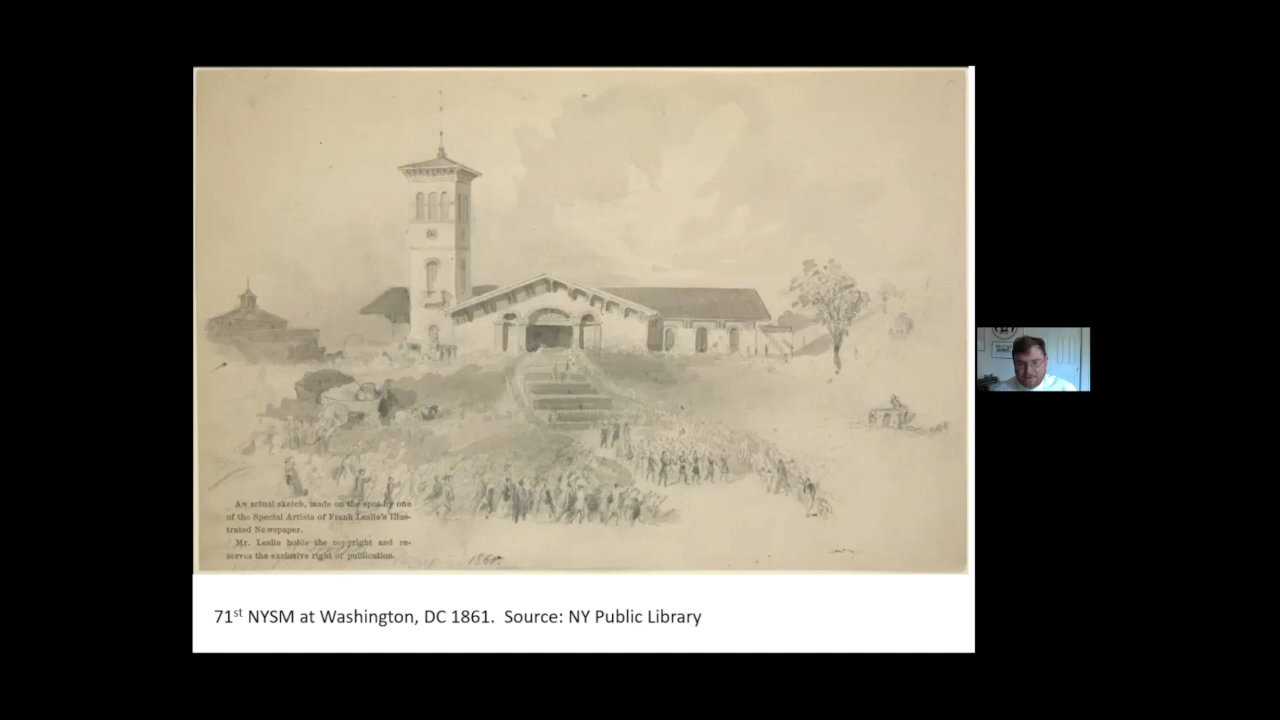 An actual sketch, made on the spot by one
of the Special Artists of Frank Leslie's Illus-
trated Newspaper.
Mr. Leslie holds the copyright and re-
serves the exclusive right of publication.
186
71st NYSM at Washington, DC 1861. Source: NY Public Library